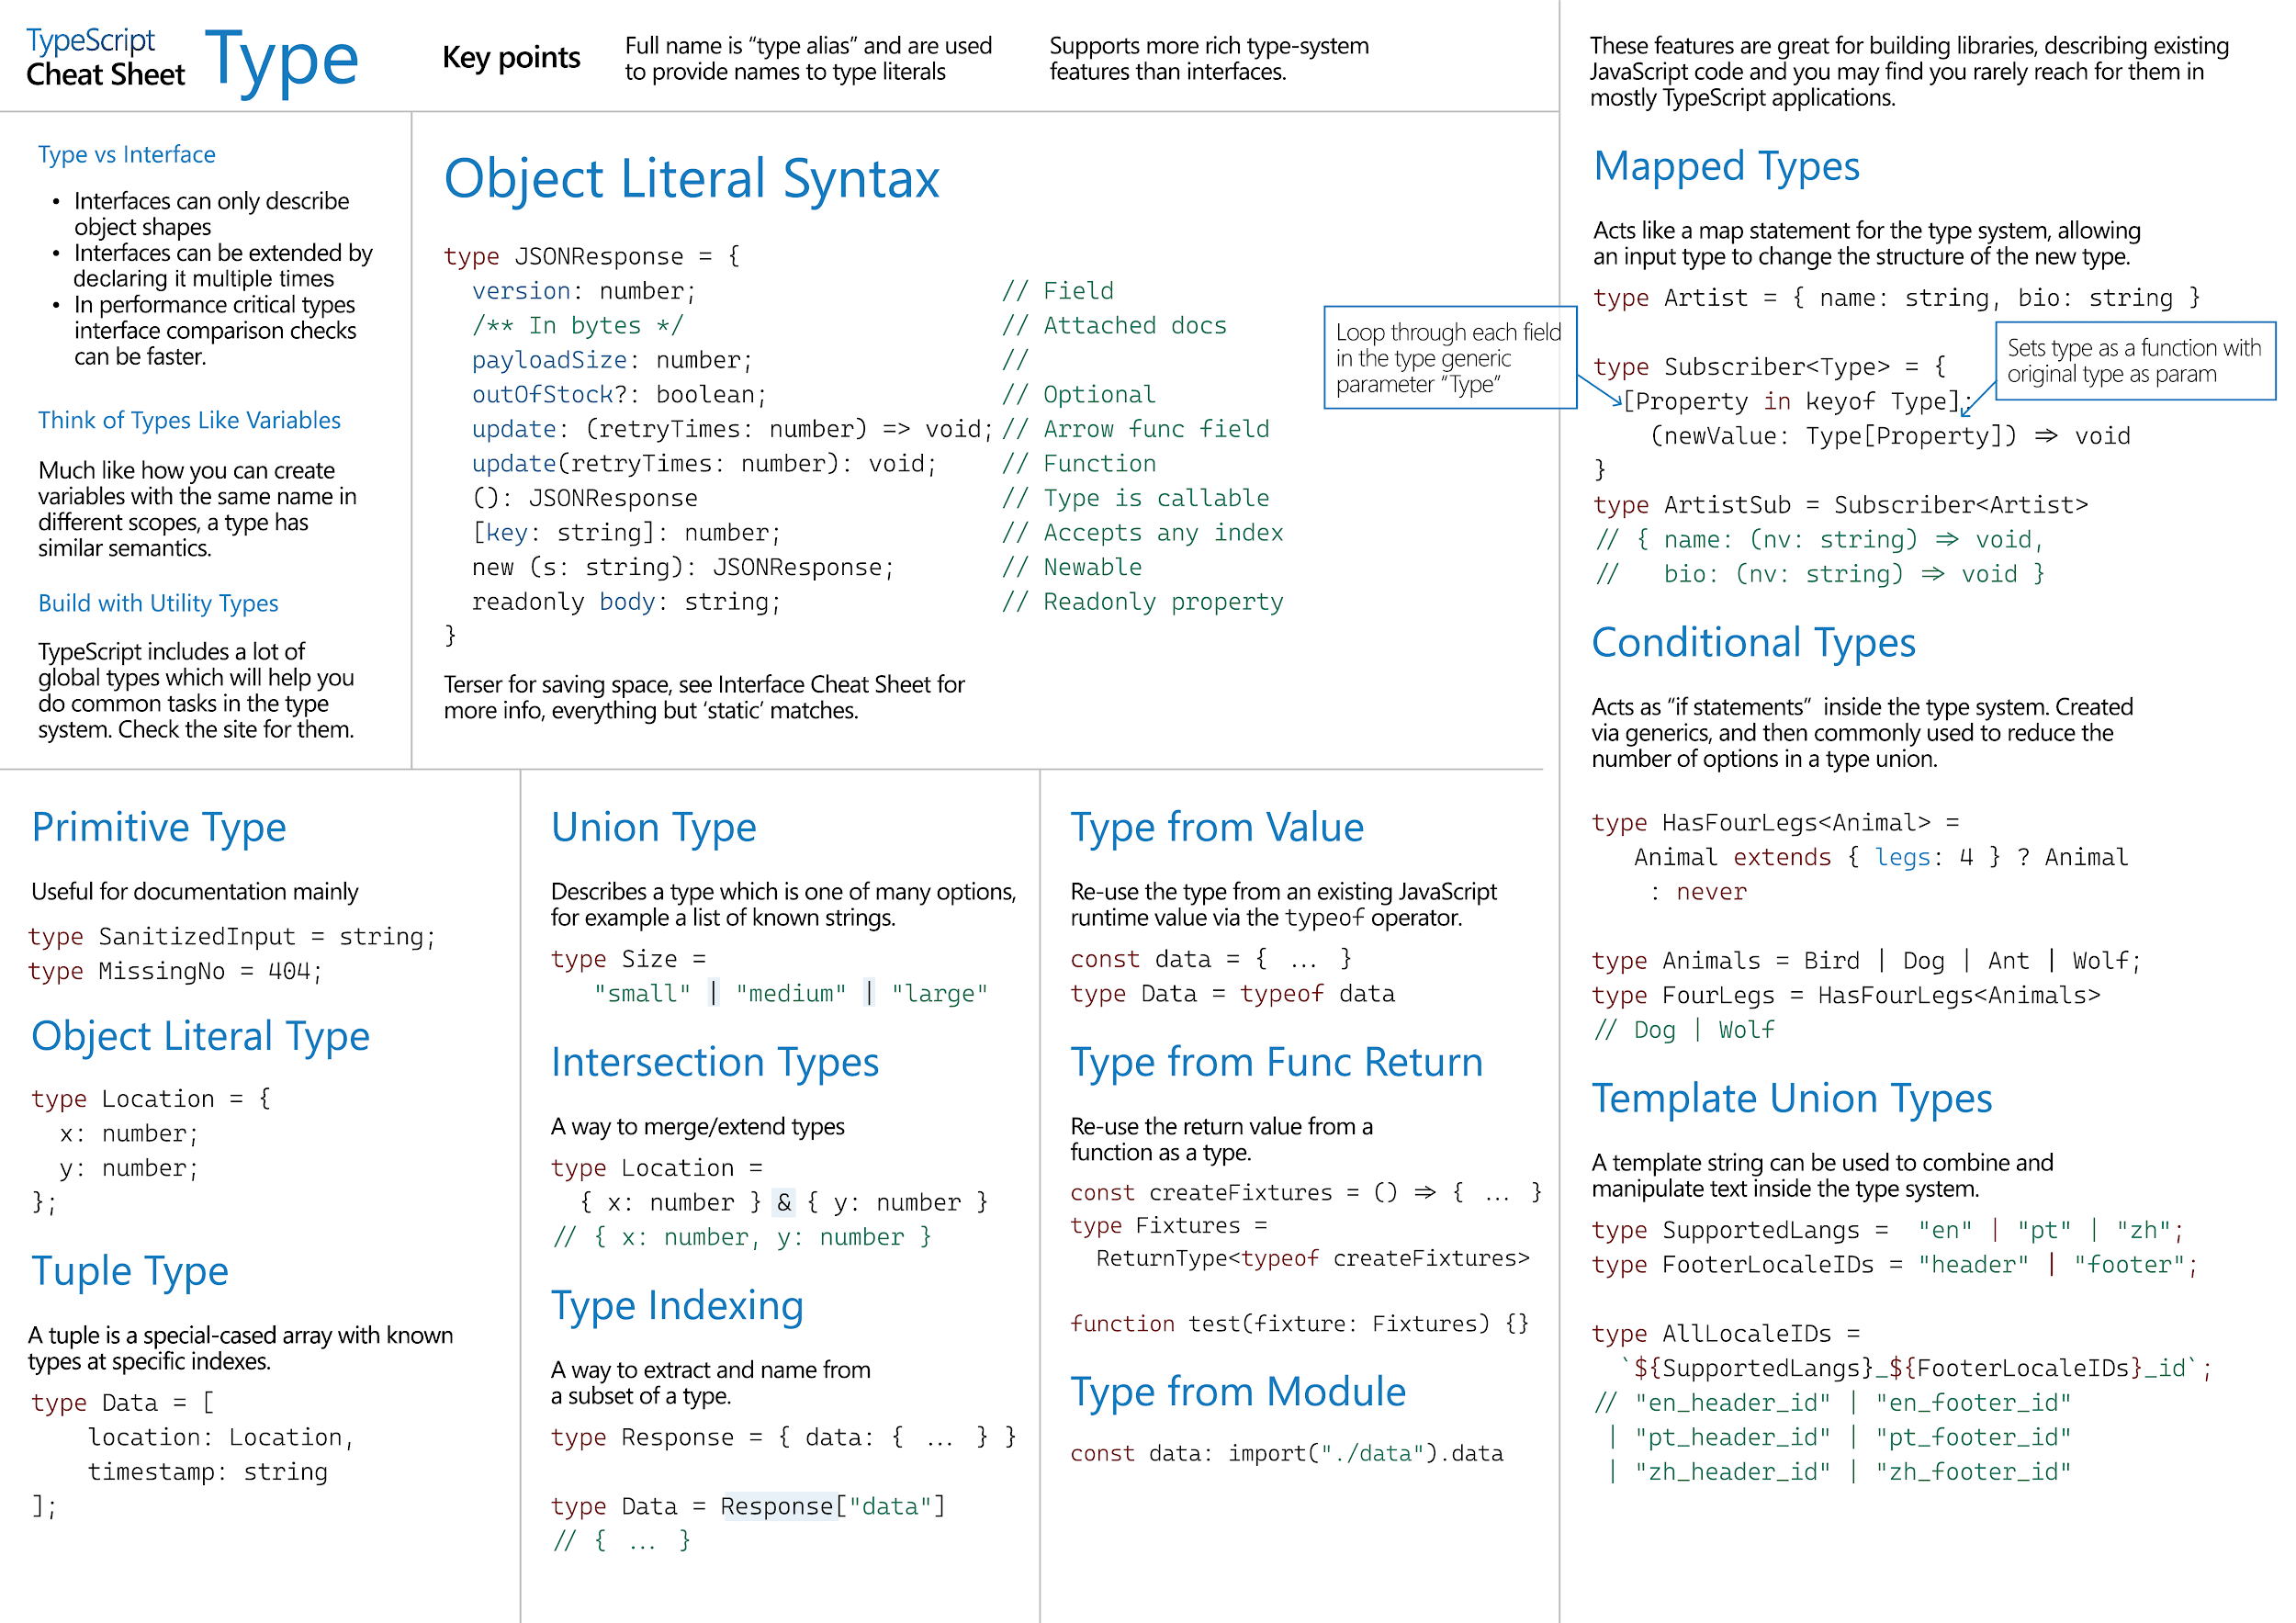 TypeScript
Cheat Sheet
Type
Key points
Full name is “type alias” and are used
to provide names to type literals
Supports more rich type-system
features than interfaces.
Type vs Interface
• Interfaces can only describe
object shapes
• Interfaces can be extended by
declaring it multiple times
• In performance critical types
interface comparison checks
can be faster.
Think of Types Like Variables
Much like how you can create
variables with the same name in
different scopes, a type has
similar semantics.
Build with Utility Types
TypeScript includes a lot of
global types which will help you
do common tasks in the type
system. Check the site for them.
Object Literal Syntax
type JSONResponse = {
version: number; // Field
/** In bytes */ // Attached docs
payloadSize: number; //
outOfStock?: boolean; // Optional
update: (retryTimes: number) => void; // Arrow func field
update(retryTimes: number): void; // Function
(): JSONResponse // Type is callable
[key: string]: number; // Accepts any index
new (s: string): JSONResponse; // Newable
readonly body: string; // Readonly property
}
Terser for saving space, see Interface Cheat Sheet for
more info, everything but ‘static’ matches.
Primitive Type
Useful for documentation mainly
type SanitizedInput = string;
type MissingNo = 404;
Object Literal Type
type Location = {
x: number;
y: number;
};
Tuple Type
A tuple is a special-cased array with known
types at specific indexes.
type Data = [
location: Location,
timestamp: string
];
Union Type
Describes a type which is one of many options,
for example a list of known strings.
type Size =
"small" | "medium" | "large"
Intersection Types
A way to merge/extend types
type Location =
{ x: number } & { y: number }
// { x: number, y: number }
Type Indexing
A way to extract and name from
a subset of a type.
type Response = { data: { ... } }
type Data = Response["data"]
// { ... }
Type from Value
Re-use the type from an existing JavaScript
runtime value via the typeof operator.
const data = { ... }
type Data = typeof data
Type from Func Return
Re-use the return value from a
function as a type.
const createFixtures = () => { ... }
type Fixtures =
ReturnType<typeof createFixtures>
function test(fixture: Fixtures) {}
Type from Module
const data: import("./data").data
These features are great for building libraries, describing existing
JavaScript code and you may find you rarely reach for them in
mostly TypeScript applications.
Mapped Types
Acts like a map statement for the type system, allowing
an input type to change the structure of the new type.
type Artist = { name: string, bio: string }
Loop through each field
in the type generic
parameter “Type”
Sets type as a function with
original type as param
type Subscriber<Type> = {
[Property in keyof Type]:
(newValue: Type[Property]) => void
}
type ArtistSub = Subscriber<Artist>
// { name: (nv: string) => void,
// bio: (nv: string) => void }
Conditional Types
Acts as “if statements” inside the type system. Created
via generics, and then commonly used to reduce the
number of options in a type union.
type HasFourLegs<Animal> =
Animal extends { legs: 4 } ? Animal
: never
type Animals = Bird | Dog | Ant | Wolf;
type FourLegs = HasFourLegs<Animals>
// Dog | Wolf
Template Union Types
A template string can be used to combine and
manipulate text inside the type system.
type SupportedLangs = "en" | "pt" | "zh";
type FooterLocaleIDs = "header" | "footer";
type AllLocaleIDs =
`${SupportedLangs}_${FooterLocaleIDs}_id`;
// "en_header_id" | "en_footer_id"
| "pt_header_id" | "pt_footer_id"
| "zh_header_id" | "zh_footer_id"